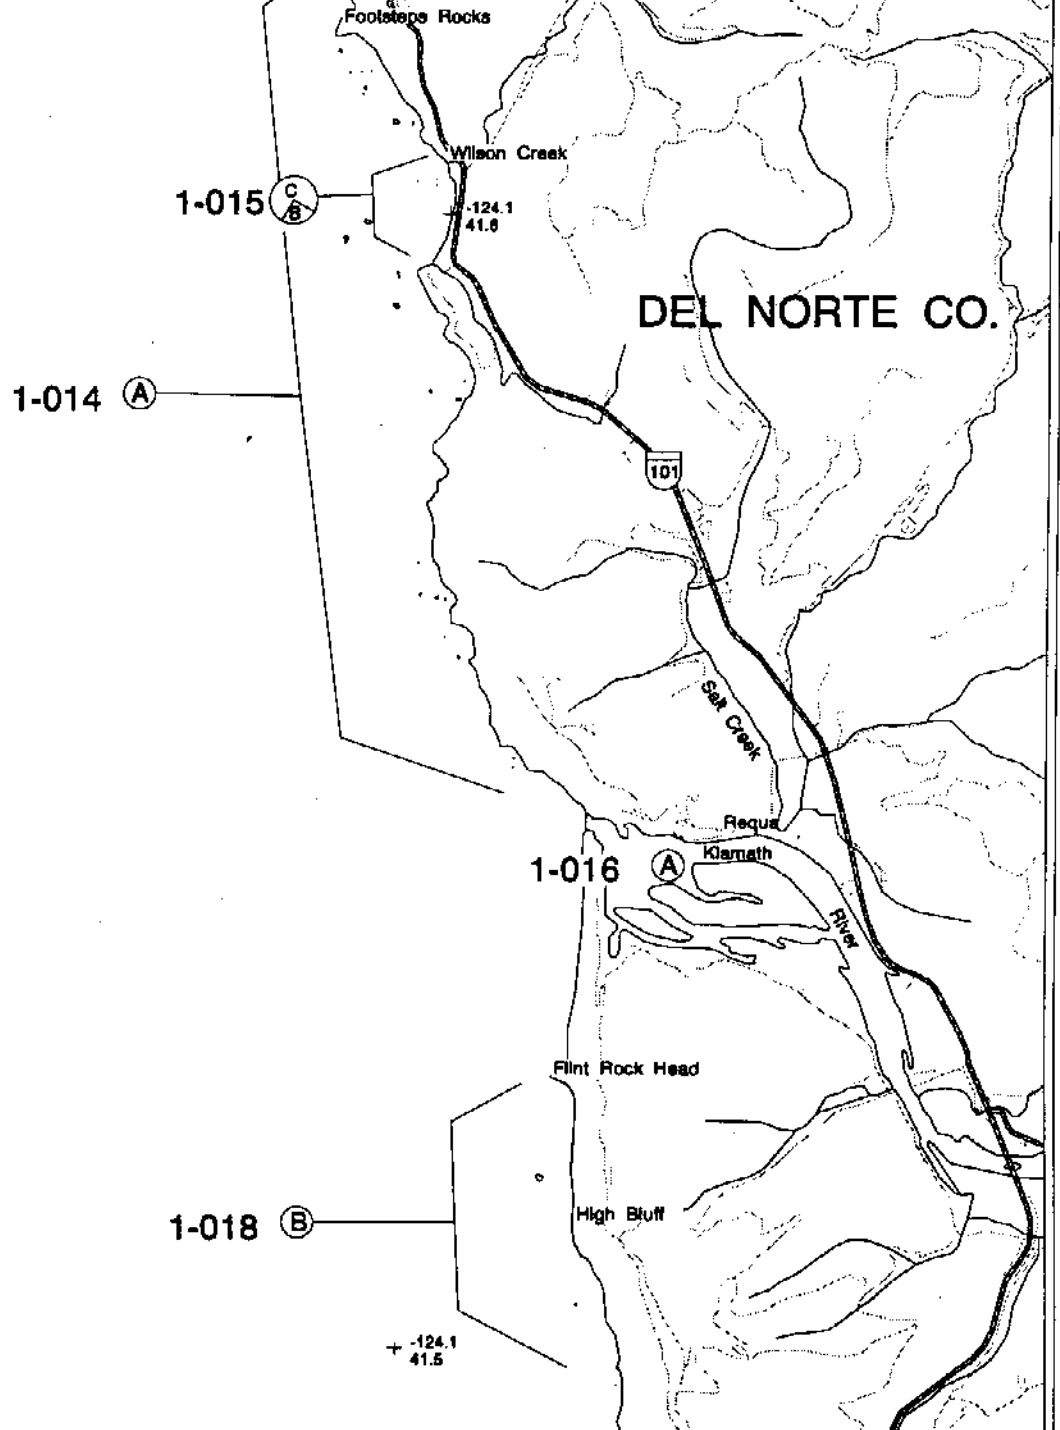 Footsteps Rocks
Wilson Creek
1-015 C B
-124.1
41.6
DEL NORTE CO.
1-014 A
101
Salt Creek
Requa
Klamath
1-016 A
River
Flint Rock Head
1-018 B
High Bluff
-124.1
41.5